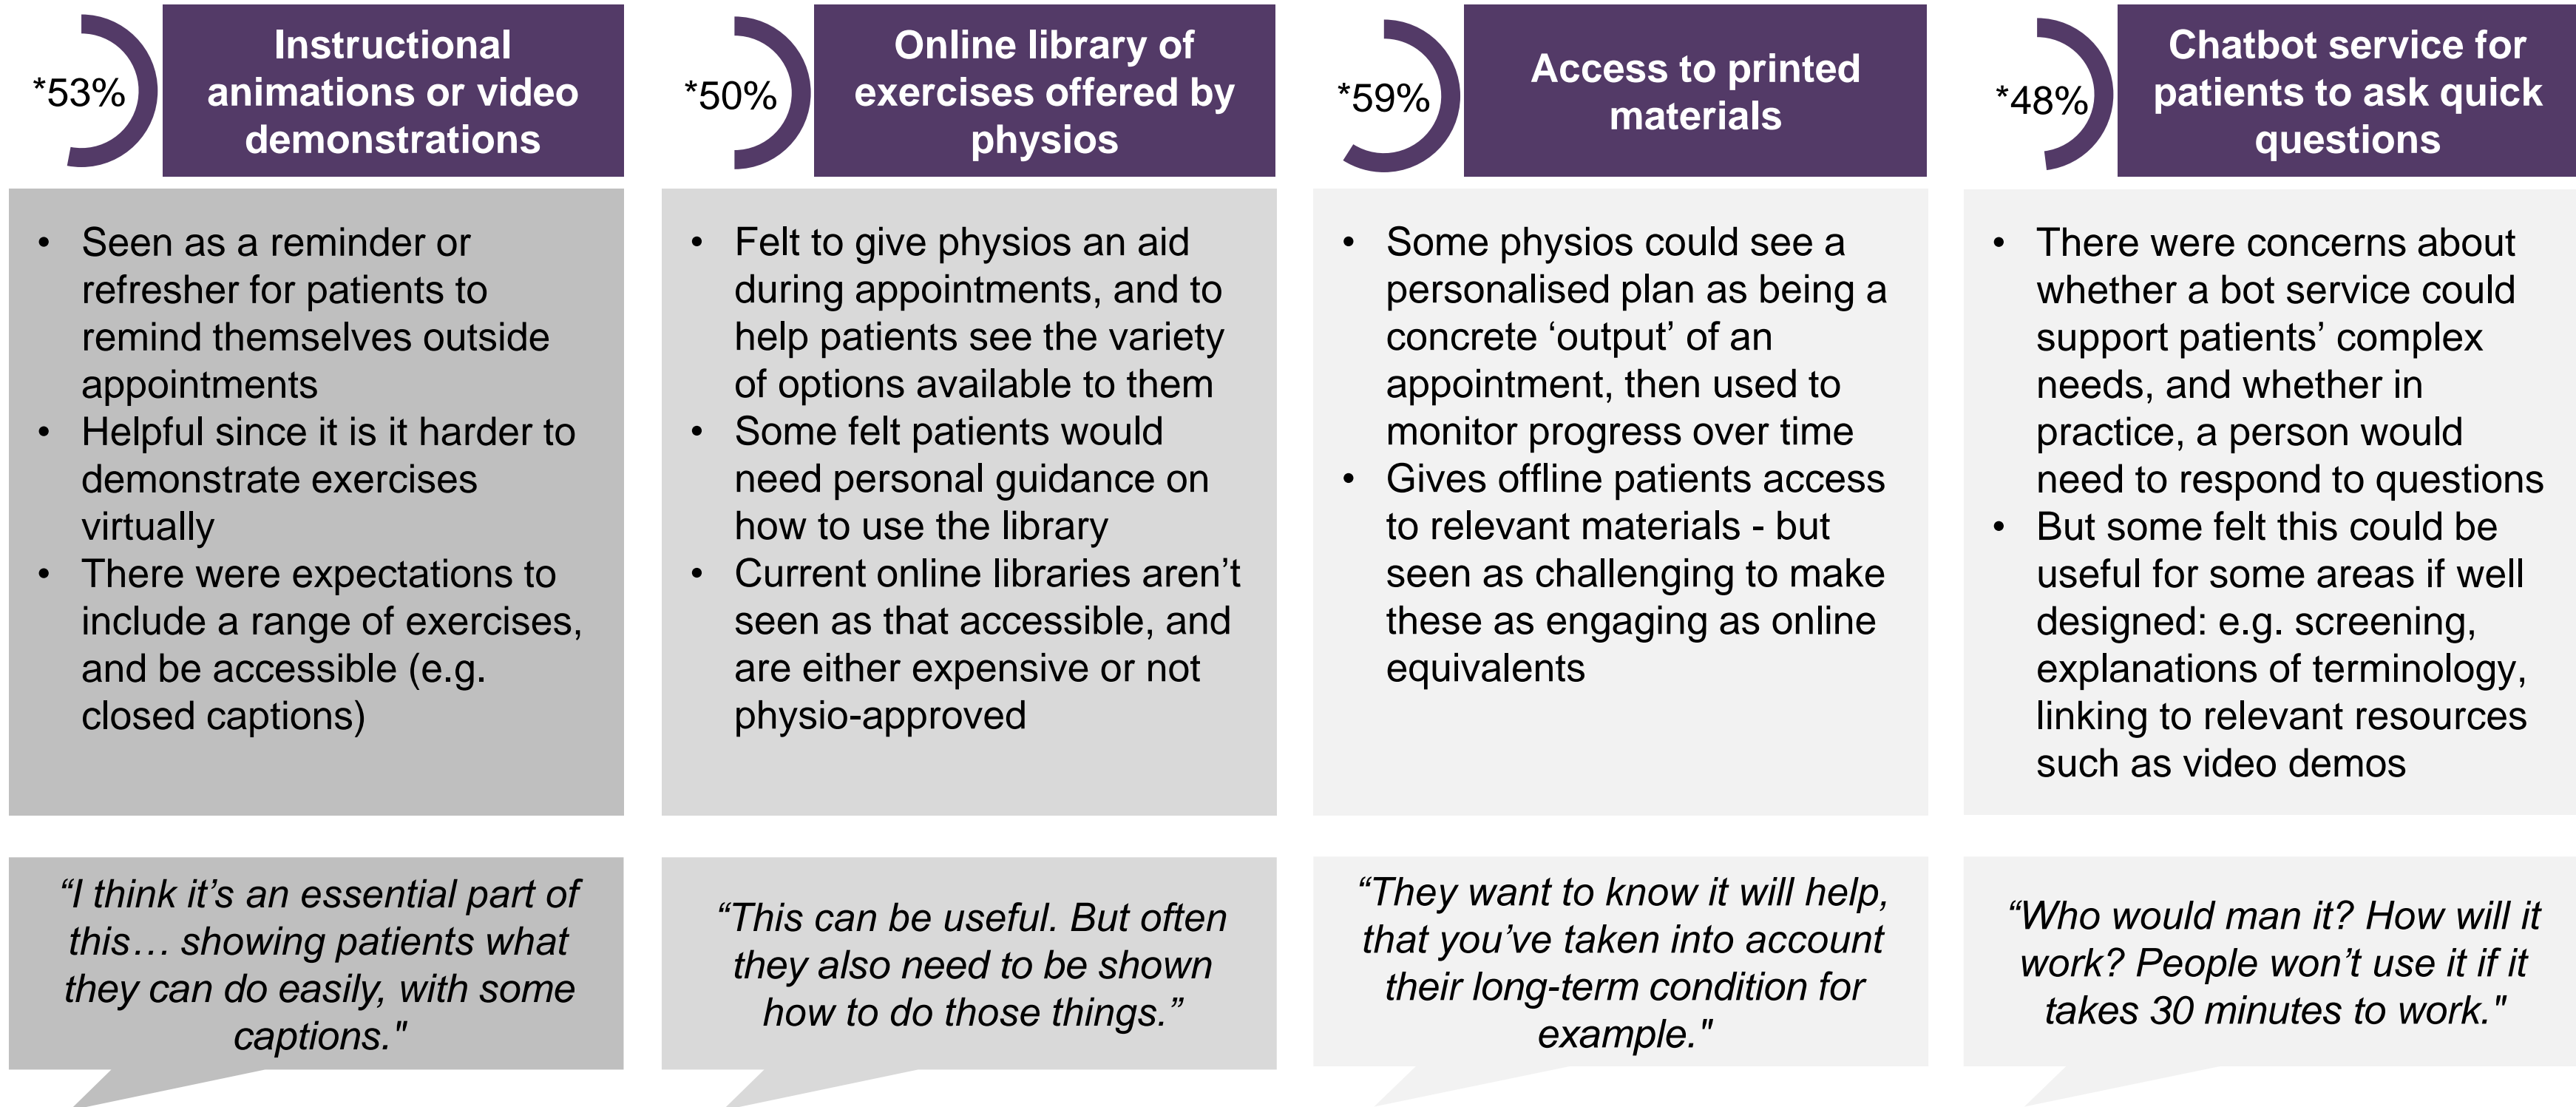 *53%
Instructional
animations or video
demonstrations
• Seen as a reminder or
refresher for patients to
remind themselves outside
appointments
• Helpful since it is it harder to
demonstrate exercises
virtually
• There were expectations to
include a range of exercises,
and be accessible (e.g.
closed captions)
“I think it’s an essential part of
this… showing patients what
they can do easily, with some
captions."
*50%
Online library of
exercises offered by
physios
• Felt to give physios an aid
during appointments, and to
help patients see the variety
of options available to them
• Some felt patients would
need personal guidance on
how to use the library
• Current online libraries aren’t
seen as that accessible, and
are either expensive or not
physio-approved
“This can be useful. But often
they also need to be shown
how to do those things.”
*59%
Access to printed
materials
• Some physios could see a
personalised plan as being a
concrete ‘output’ of an
appointment, then used to
monitor progress over time
• Gives offline patients access
to relevant materials - but
seen as challenging to make
these as engaging as online
equivalents
“They want to know it will help,
that you’ve taken into account
their long-term condition for
example."
*48%
Chatbot service for
patients to ask quick
questions
• There were concerns about
whether a bot service could
support patients’ complex
needs, and whether in
practice, a person would
need to respond to questions
• But some felt this could be
useful for some areas if well
designed: e.g. screening,
explanations of terminology,
linking to relevant resources
such as video demos
“Who would man it? How will it
work? People won’t use it if it
takes 30 minutes to work."